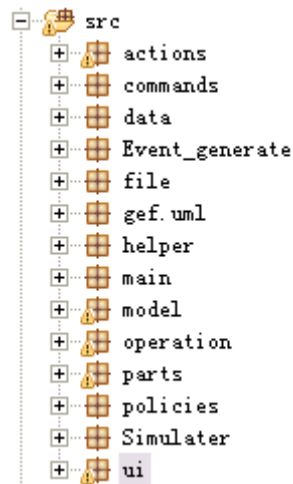 src
actions
commands
data
Event_generate
file
gef.uml
helper
main
model
operation
parts
policies
Simulater
ui